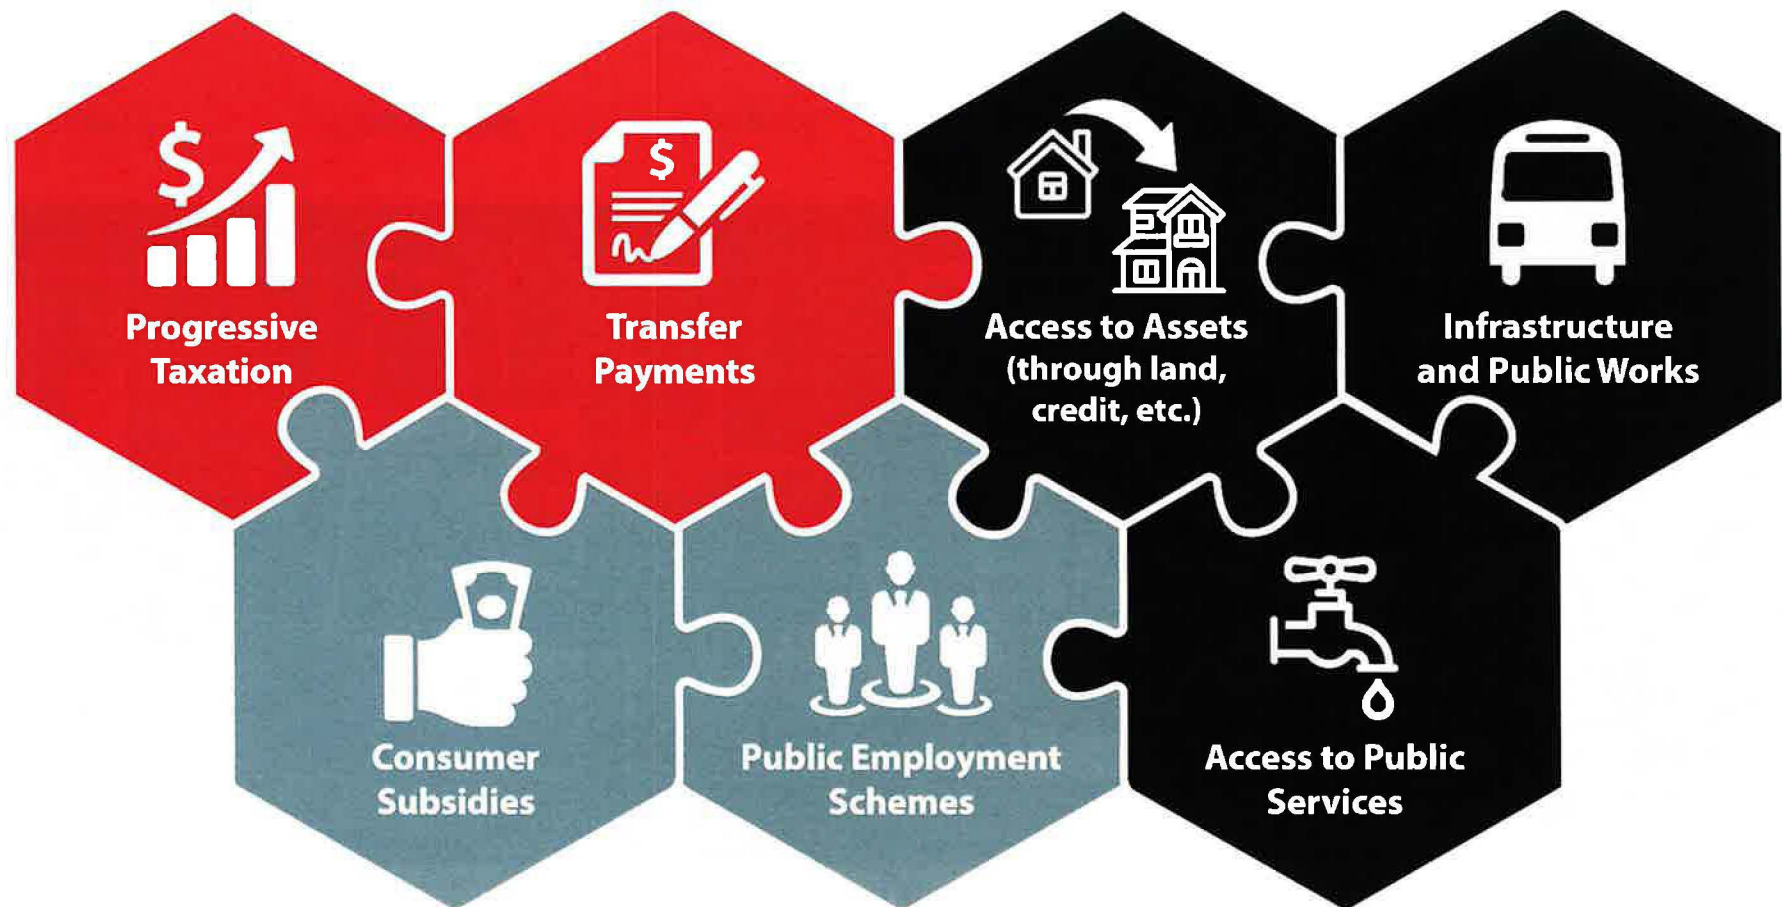 $
Progressive
Taxation
$
Transfer
Payments
Access to Assets
(through land,
credit, etc.)
Infrastructure
and Public Works
Consumer
Subsidies
Public Employment
Schemes
Access to Public
Services